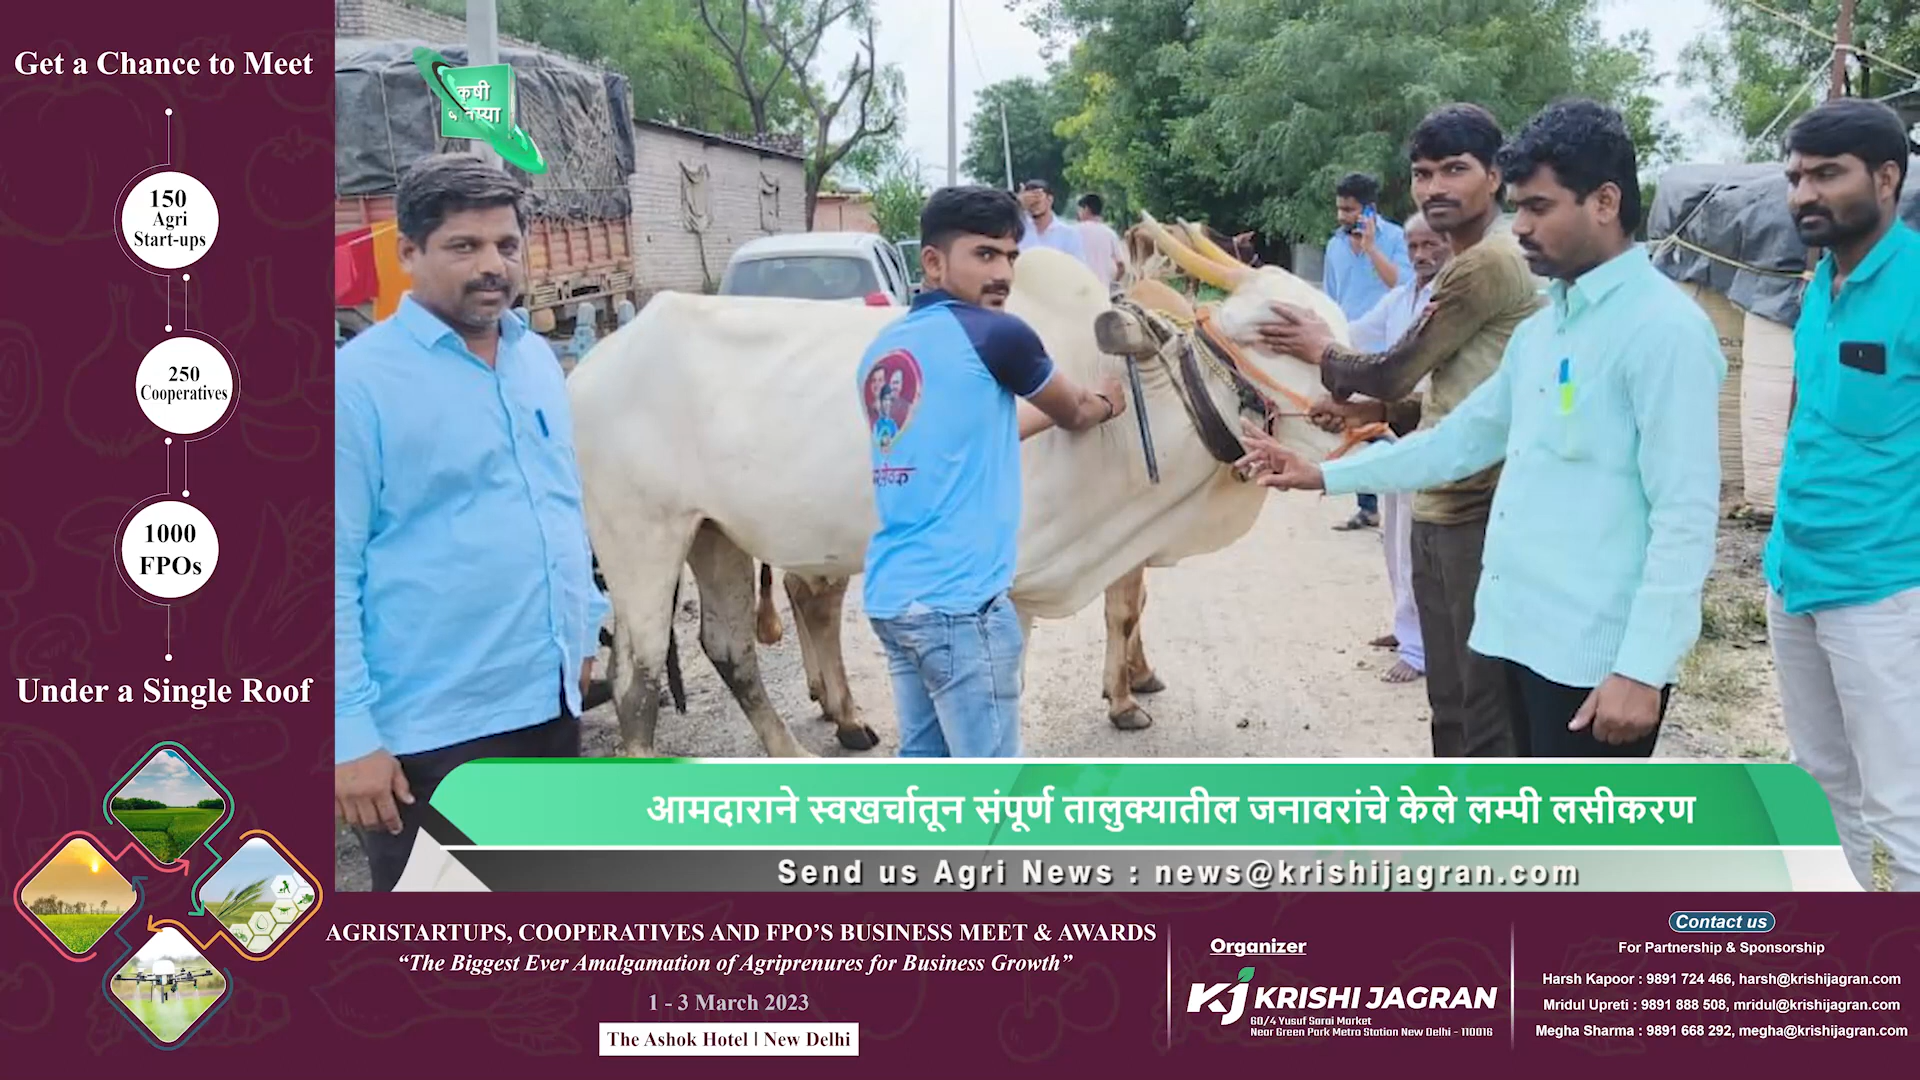 Get a Chance to Meet
150
Agri
Start-ups
250
Cooperatives
1000
FPOs
Under a Single Roof
कृषी
आमदाराने स्वखर्चातून संपूर्ण तालुक्यातील जनावरांचे केले लम्पी लसीकरण
Send us Agri News : news@krishijagran.com
AGRISTARTUPS, COOPERATIVES AND FPO'S BUSINESS MEET & AWARDS
“The Biggest Ever Amalgamation of Agriprenures for Business Growth”
1 - 3 March 2023
The Ashok Hotel | New Delhi
Organizer
KJ KRISHI JAGRAN
60/4 Yusuf Sarai Market
Near Green Park Metro Station New Delhi - 110016
Contact us
For Partnership & Sponsorship
Harsh Kapoor : 9891 724 466, harsh@krishijagran.com
Mridul Upreti : 9891 888 508, mridul@krishijagran.com
Megha Sharma : 9891 668 292, megha@krishijagran.com